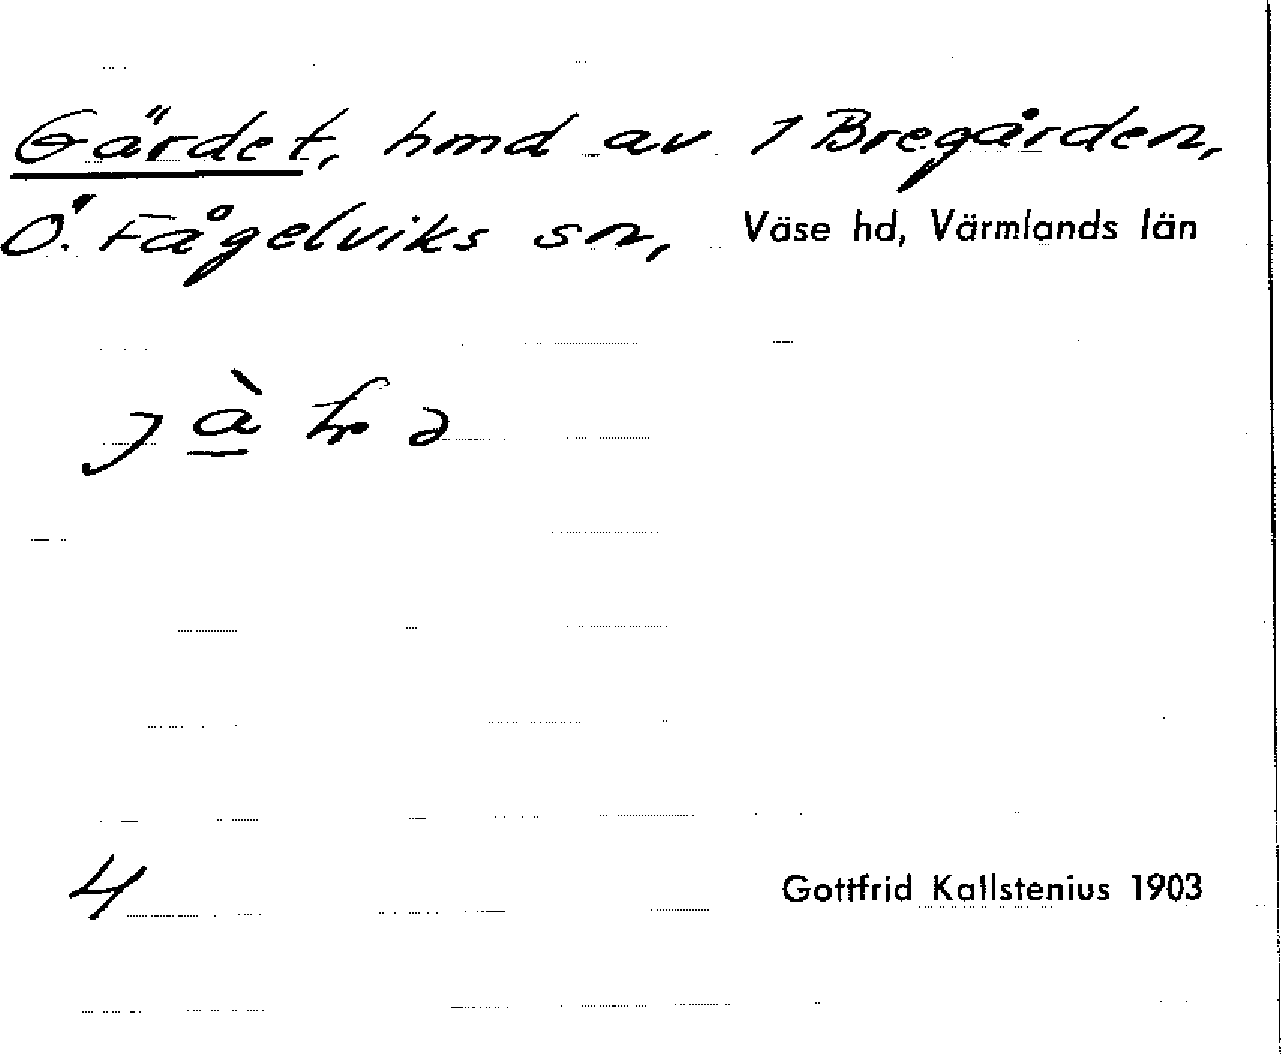 Gärdet, hmd av 1 Bregården,
Ö. Fågelviks sn, Väse hd, Värmlands län
4
Gottfrid Kallstenius 1903